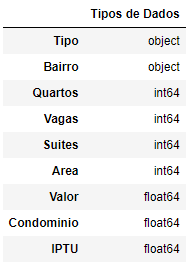 Tipos de Dados
Tipo object
Bairro object
Quartos int64
Vagas int64
Suites int64
Area int64
Valor float64
Condominio float64
IPTU float64